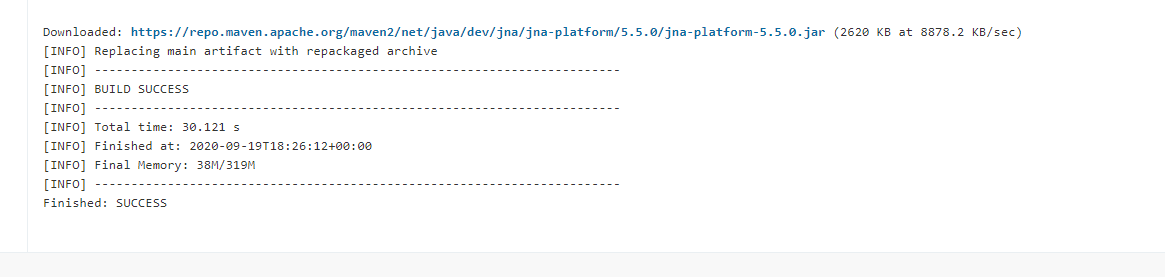 Downloaded: https://repo.maven.apache.org/maven2/net/java/dev/jna/jna-platform/5.5.0/jna-platform-5.5.0.jar (2620 KB at 8878.2 KB/sec)
[INFO] Replacing main artifact with repackaged archive
[INFO] ------------------------------------------------------------------------
[INFO] BUILD SUCCESS
[INFO] ------------------------------------------------------------------------
[INFO] Total time: 30.121 s
[INFO] Finished at: 2020-09-19T18:26:12+00:00
[INFO] Final Memory: 38M/319M
[INFO] ------------------------------------------------------------------------
Finished: SUCCESS